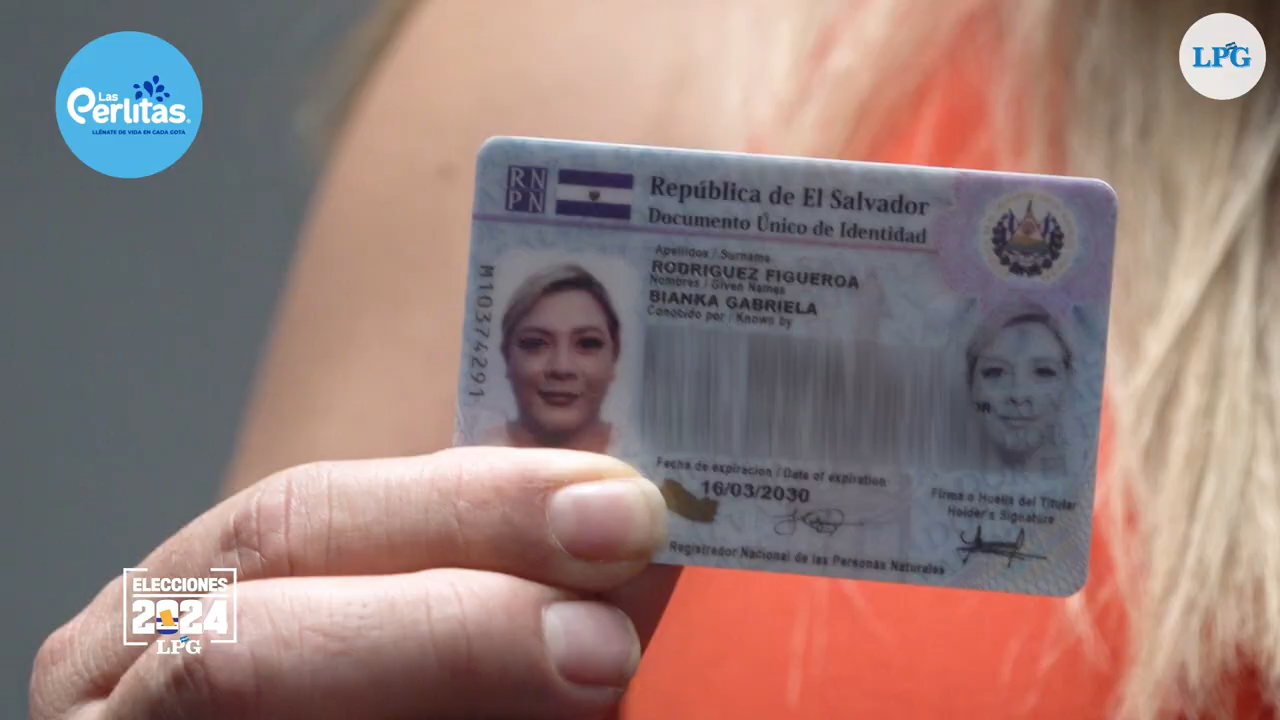 Las
Perlitas
LLÉNATE DE VIDA EN CADA GOTA
LPG
RN
PN
República de El Salvador
Documento Único de Identidad
Apellidos / Surname
RODRIGUEZ FIGUEROA
Nombres / Given Names
BIANKA GABRIELA
Conocido por / Known by
M10374291
Fecha de expiracion / Date of expiration
16/03/2030
Firma o Huella del Titular
Holder's Signature
Registrador Nacional de las Personas Naturales
ELECCIONES
2024
LPG